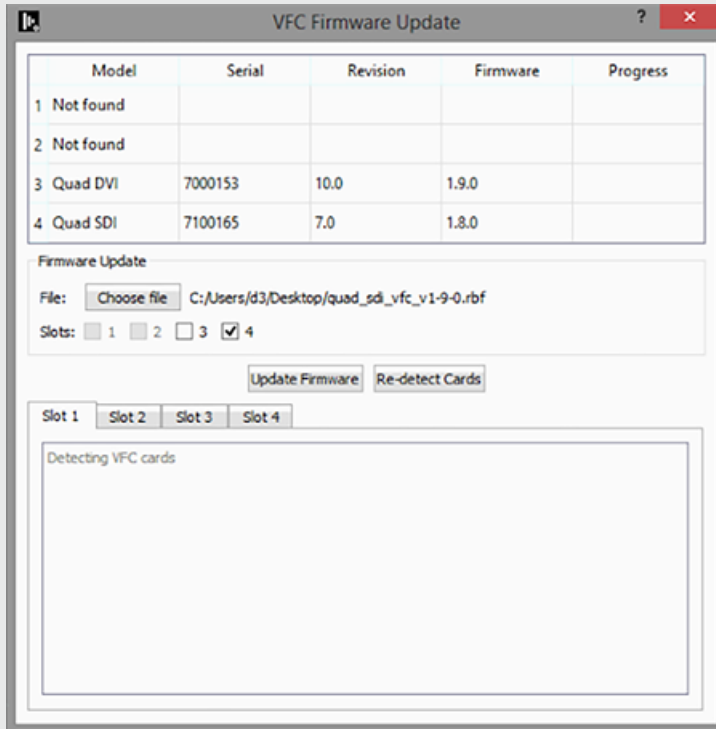 VFC Firmware Update ? ×
Model Serial Revision Firmware Progress
1 Not found
2 Not found
3 Quad DVI 7000153 10.0 1.9.0
4 Quad SDI 7100165 7.0 1.8.0
Firmware Update
File: Choose file C:/Users/d3/Desktop/quad_sdi_vfc_v1-9-0.rbf
Slots: 1 2 3 4
Update Firmware Re-detect Cards
Slot 1 Slot 2 Slot 3 Slot 4
Detecting VFC cards